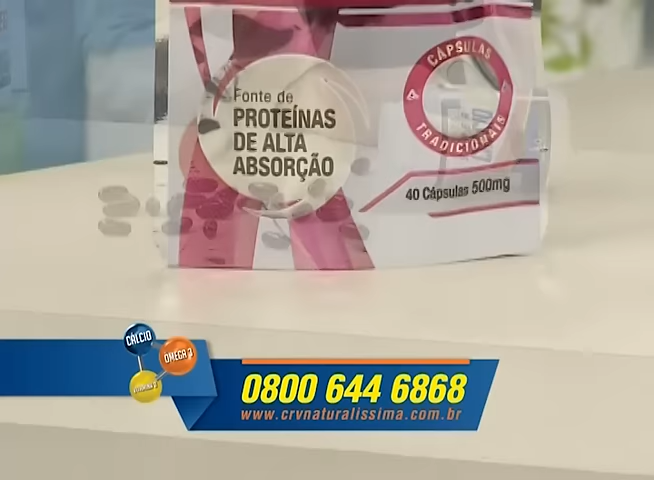 Fonte de
PROTEÍNAS
DE ALTA
ABSORÇÃO
CÁPSULAS
TRADICIONAIS
40 Cápsulas 500mg
CÁLCIO
OMEGA 3
0800 644 6868
www.crvnaturalissima.com.br